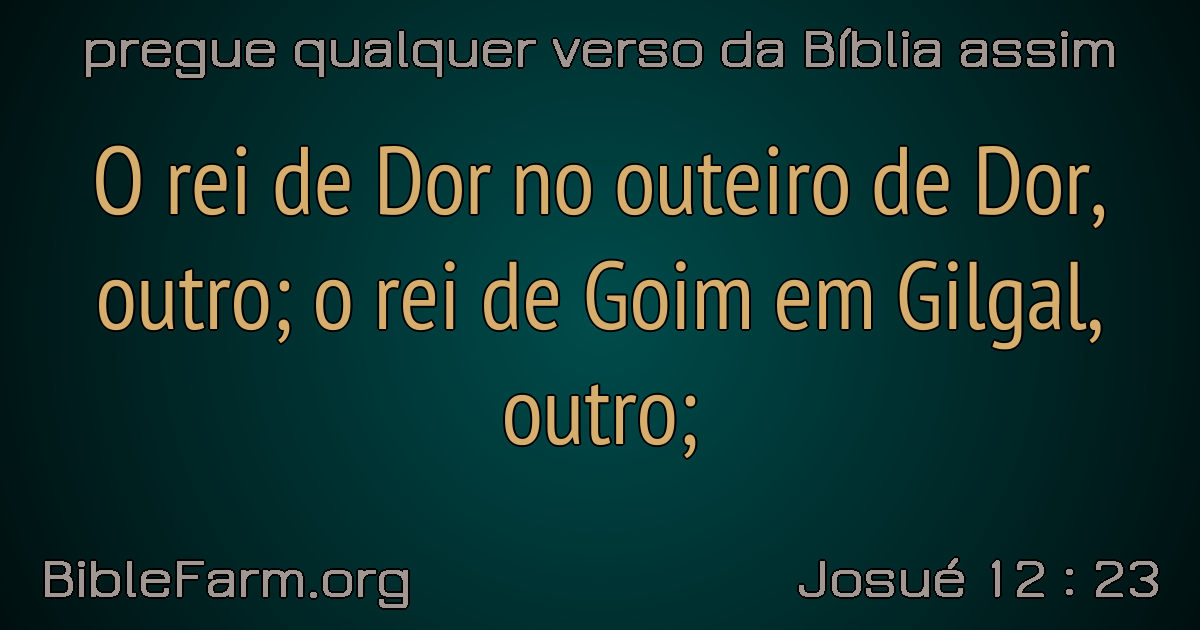 pregue qualquer verso da Bíblia assim
O rei de Dor no outeiro de Dor,
outro; o rei de Goim em Gilgal,
outro;
BibleFarm.org
Josué 12 : 23